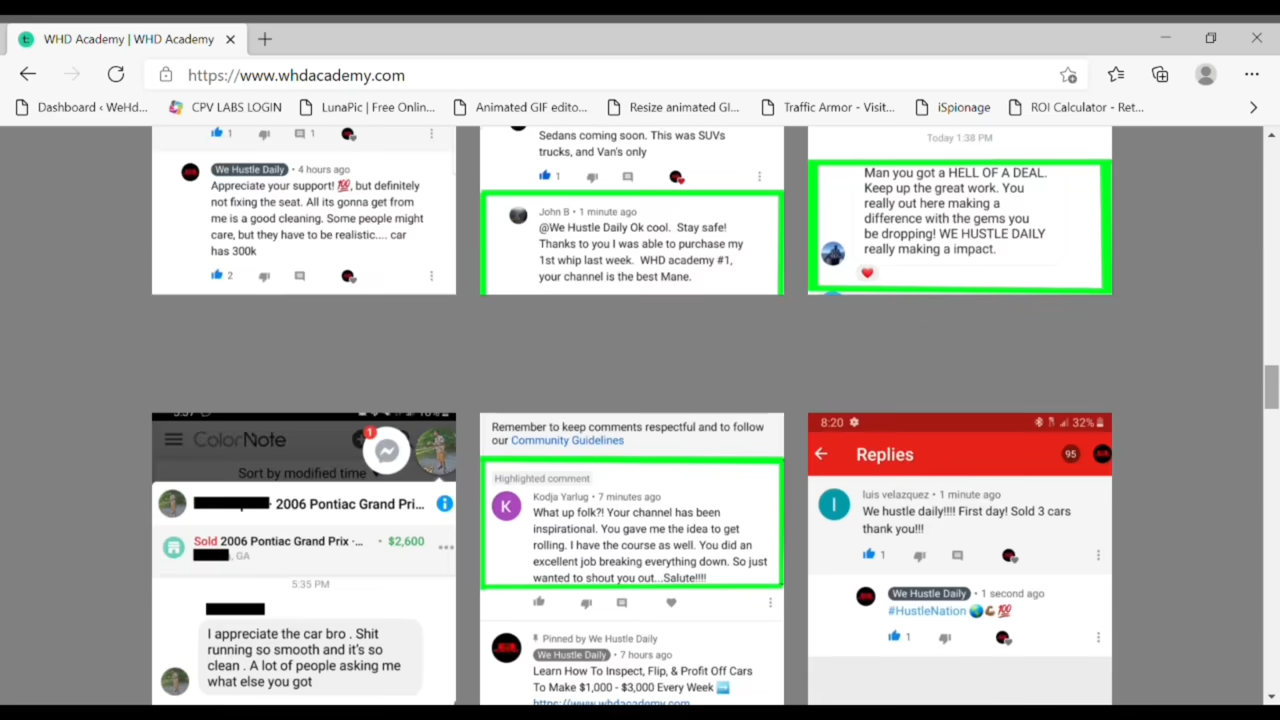 WHD Academy | WHD Academy
https://www.whdacademy.com
Dashboard ‹ WeHd...
CPV LABS LOGIN
LunaPic | Free Onlin...
Animated GIF edito...
Resize animated GI...
Traffic Armor - Visit...
iSpionage
ROI Calculator - Ret...
1
1
We Hustle Daily • 4 hours ago
Appreciate your support! 💯, but definitely
not fixing the seat. All its gonna get from
me is a good cleaning. Some people might
care, but they have to be realistic.... car
has 300k
2
Sedans coming soon. This was SUVs
trucks, and Van's only
1
John B • 1 minute ago
@We Hustle Daily Ok cool. Stay safe!
Thanks to you I was able to purchase my
1st whip last week. WHD academy #1,
your channel is the best Mane.
Today 1:38 PM
Man you got a HELL OF A DEAL.
Keep up the great work. You
really out here making a
difference with the gems you
be dropping! WE HUSTLE DAILY
really making a impact.
ColorNote
1
Sort by modified time
2006 Pontiac Grand Pri...
Sold 2006 Pontiac Grand Prix -... • $2,600
, GA
5:35 PM
I appreciate the car bro . Shit
running so smooth and it's so
clean . A lot of people asking me
what else you got
Remember to keep comments respectful and to follow
our Community Guidelines
Highlighted comment
K
Kodja Yarlug • 7 minutes ago
What up folk?! Your channel has been
inspirational. You gave me the idea to get
rolling. I have the course as well. You did an
excellent job breaking everything down. So just
wanted to shout you out...Salute!!!!
Pinned by We Hustle Daily
We Hustle Daily • 7 hours ago
Learn How To Inspect, Flip, & Profit Off Cars
To Make $1,000 - $3,000 Every Week ➡️
https://www.whdacademy.com
8:20
32%
Replies
95
l
luis velazquez • 1 minute ago
We hustle daily!!!! First day! Sold 3 cars
thank you!!!
1
We Hustle Daily • 1 second ago
#HustleNation 🌎💪🏾💯
1